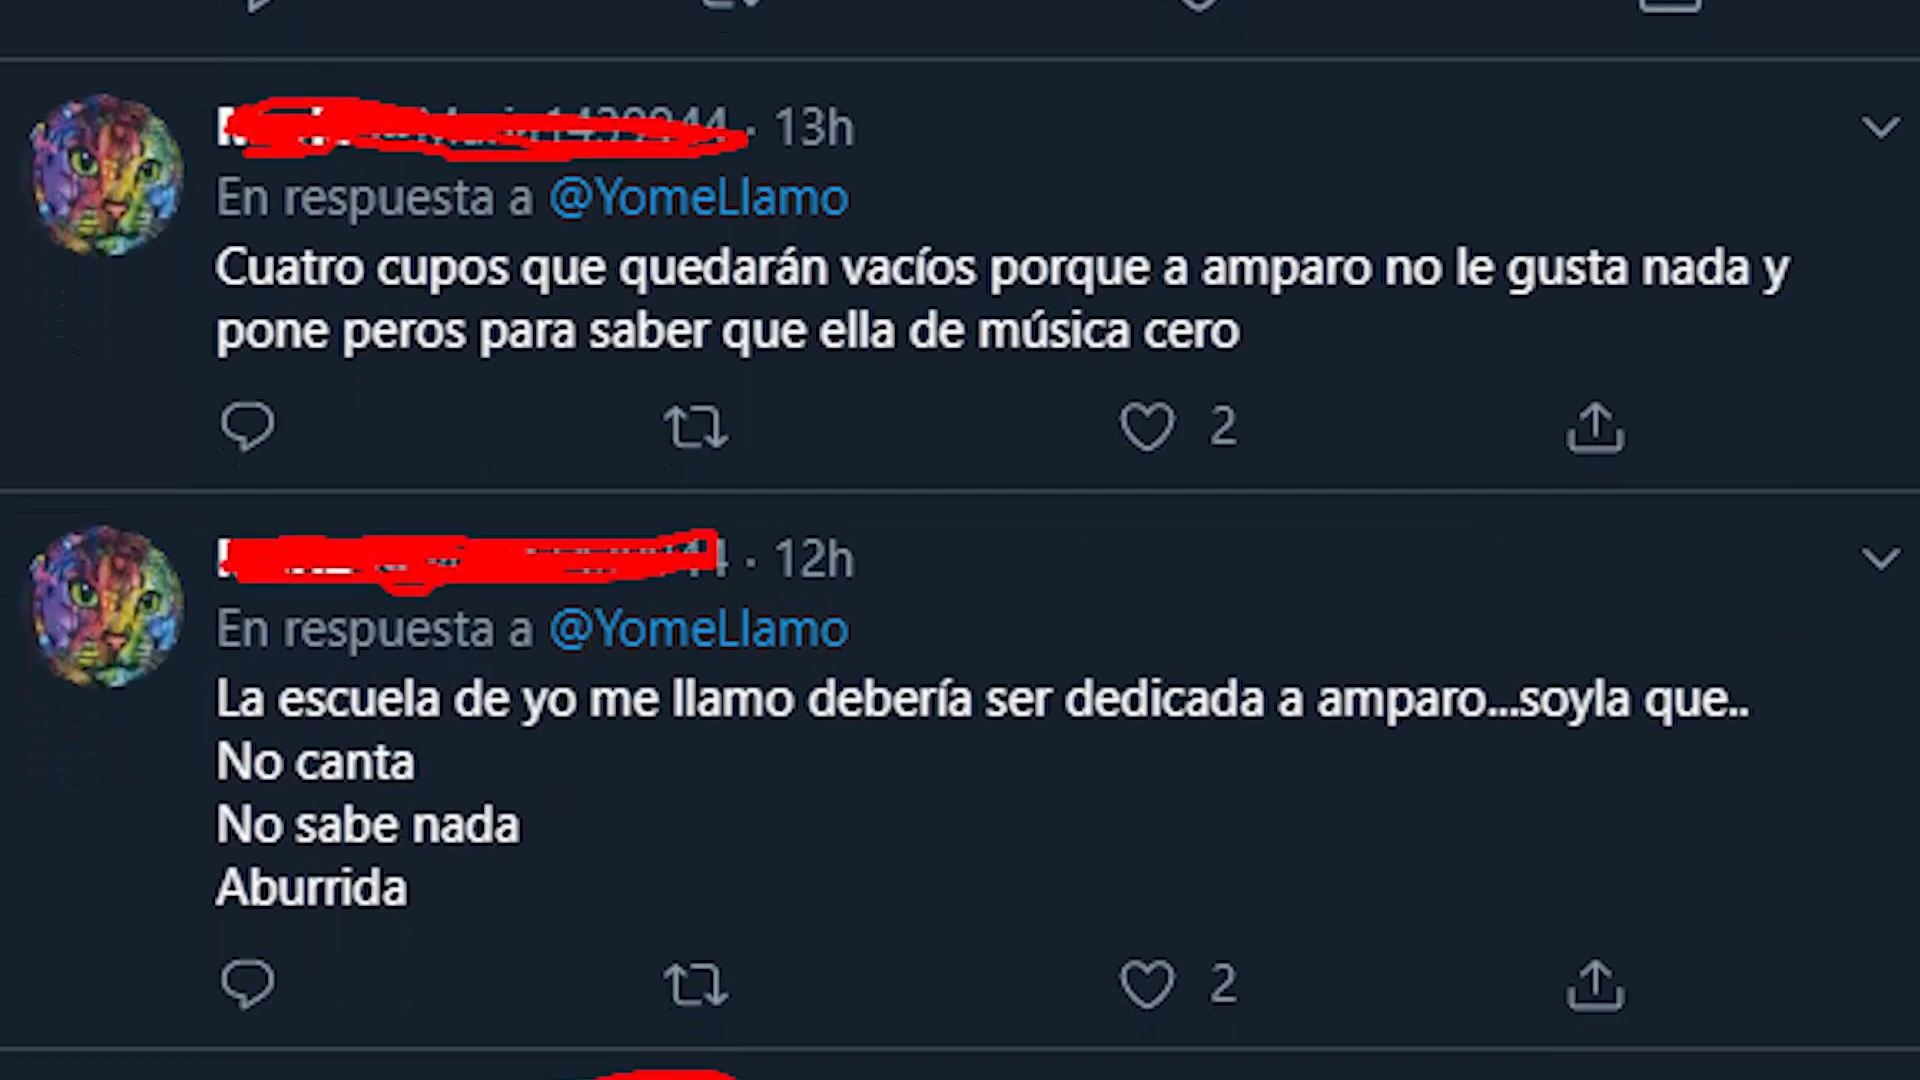 · 13h
En respuesta a @YomeLlamo
Cuatro cupos que quedarán vacíos porque a amparo no le gusta nada y
pone peros para saber que ella de música cero
2
· 12h
En respuesta a @YomeLlamo
La escuela de yo me llamo debería ser dedicada a amparo...soyla que..
No canta
No sabe nada
Aburrida
2